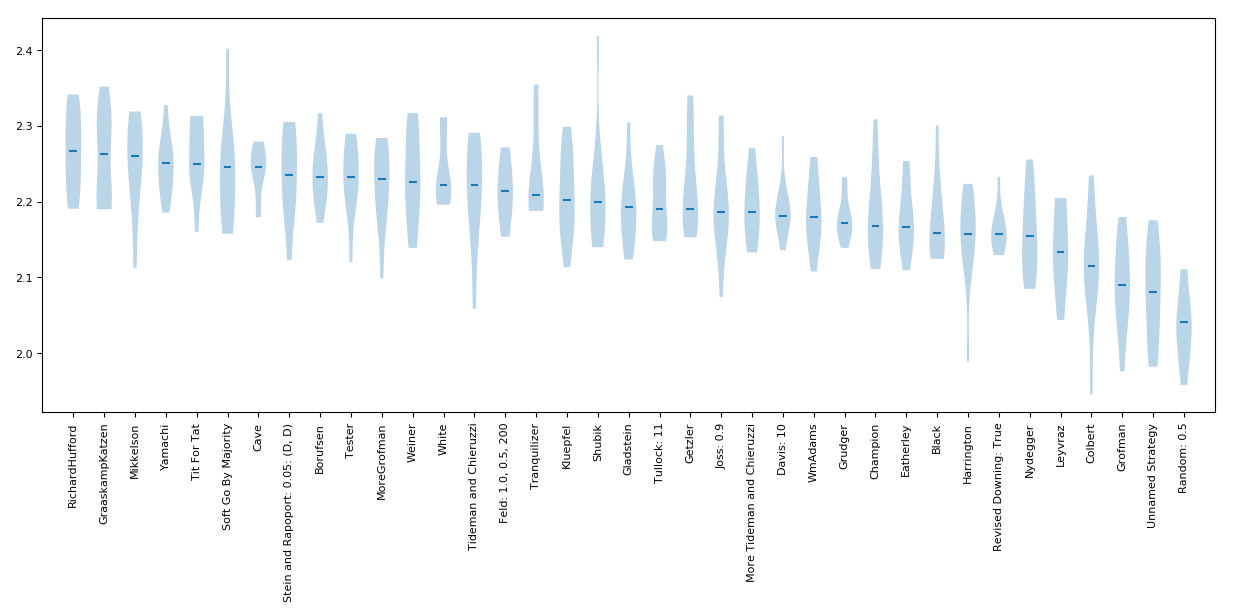 2.4
2.3
2.2
2.1
2.0
RichardHufford
GraaskampKatzen
Mikkelson
Yamachi
Tit For Tat
Soft Go By Majority
Cave
Stein and Rapoport: 0.05: (D, D)
Borufsen
Tester
MoreGrofman
Weiner
White
Tideman and Chieruzzi
Feld: 1.0, 0.5, 200
Tranquilizer
Kluepfel
Shubik
Gladstein
Tullock: 11
Getzler
Joss: 0.9
More Tideman and Chieruzzi
Davis: 10
WmAdams
Grudger
Champion
Eatherley
Black
Harrington
Revised Downing: True
Nydegger
Leyvraz
Colbert
Grofman
Unnamed Strategy
Random: 0.5